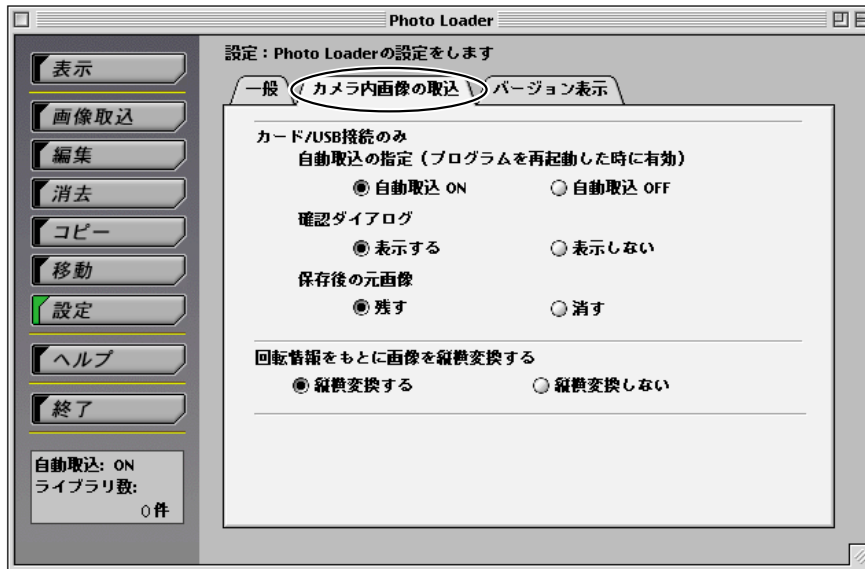 Photo Loader
設定：Photo Loaderの設定をします
表示
画像取込
編集
消去
コピー
移動
設定
ヘルプ
終了
自動取込: ON
ライブラリ数:
0件
一般
カメラ内画像の取込
バージョン表示
カード/USB接続のみ
自動取込の指定（プログラムを再起動した時に有効）
自動取込 ON
自動取込 OFF
確認ダイアログ
表示する
表示しない
保存後の元画像
残す
消す
回転情報をもとに画像を縦横変換する
縦横変換する
縦横変換しない